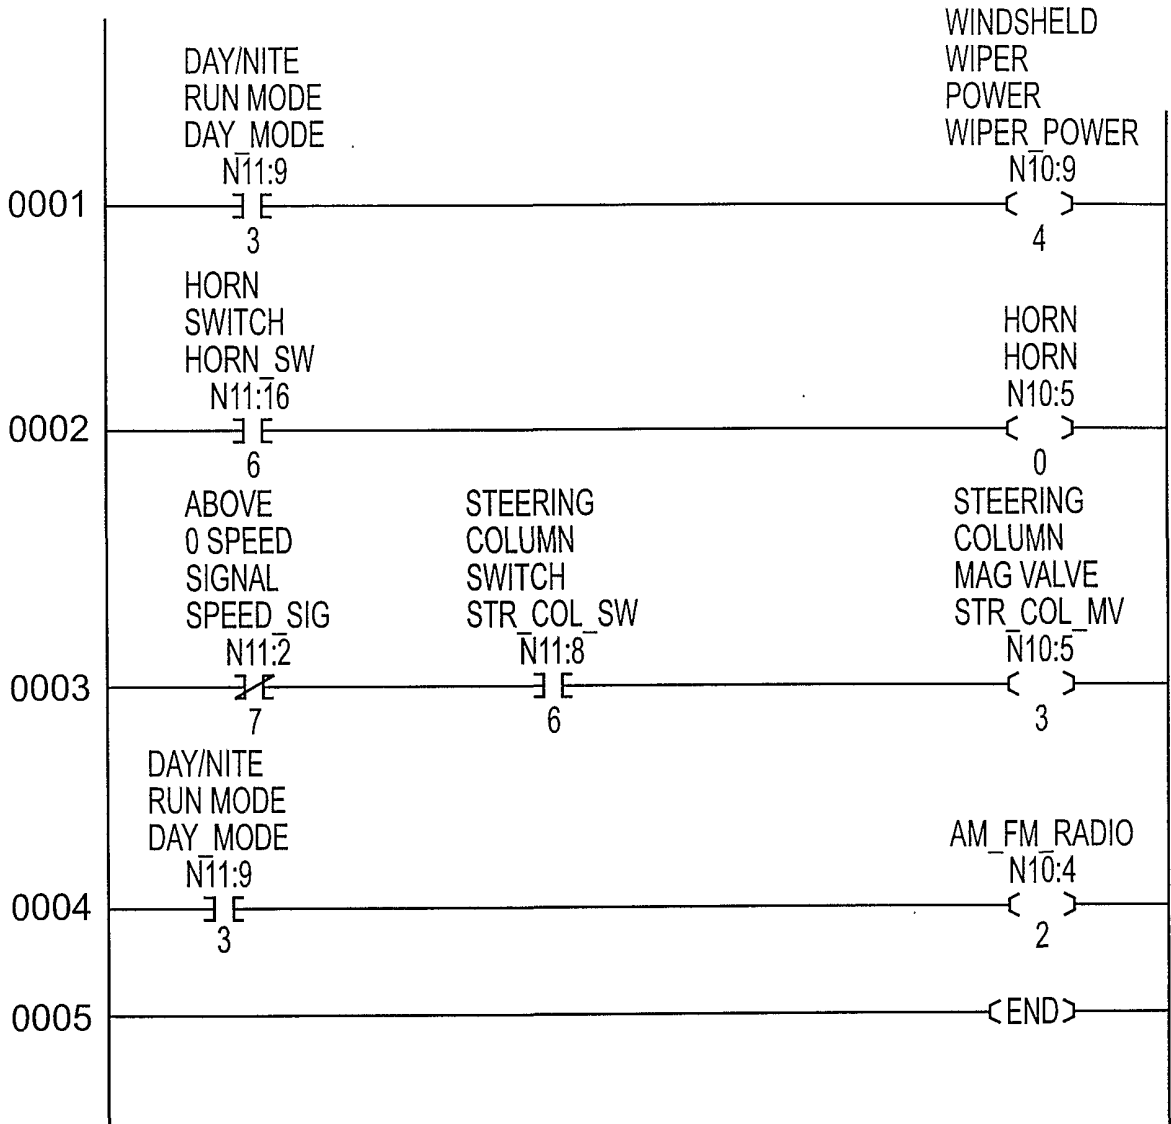 WINDSHELD
WIPER
POWER
WIPER_POWER
N10:9
DAY/NITE
RUN MODE
DAY_MODE
N11:9
0001
3
4
HORN
SWITCH
HORN_SW
N11:16
HORN
HORN
N10:5
0002
6
0
ABOVE
0 SPEED
SIGNAL
SPEED_SIG
N11:2
STEERING
COLUMN
SWITCH
STR_COL_SW
N11:8
STEERING
COLUMN
MAG VALVE
STR_COL_MV
N10:5
0003
7
6
3
DAY/NITE
RUN MODE
DAY_MODE
N11:9
AM_FM_RADIO
N10:4
0004
3
2
0005
END